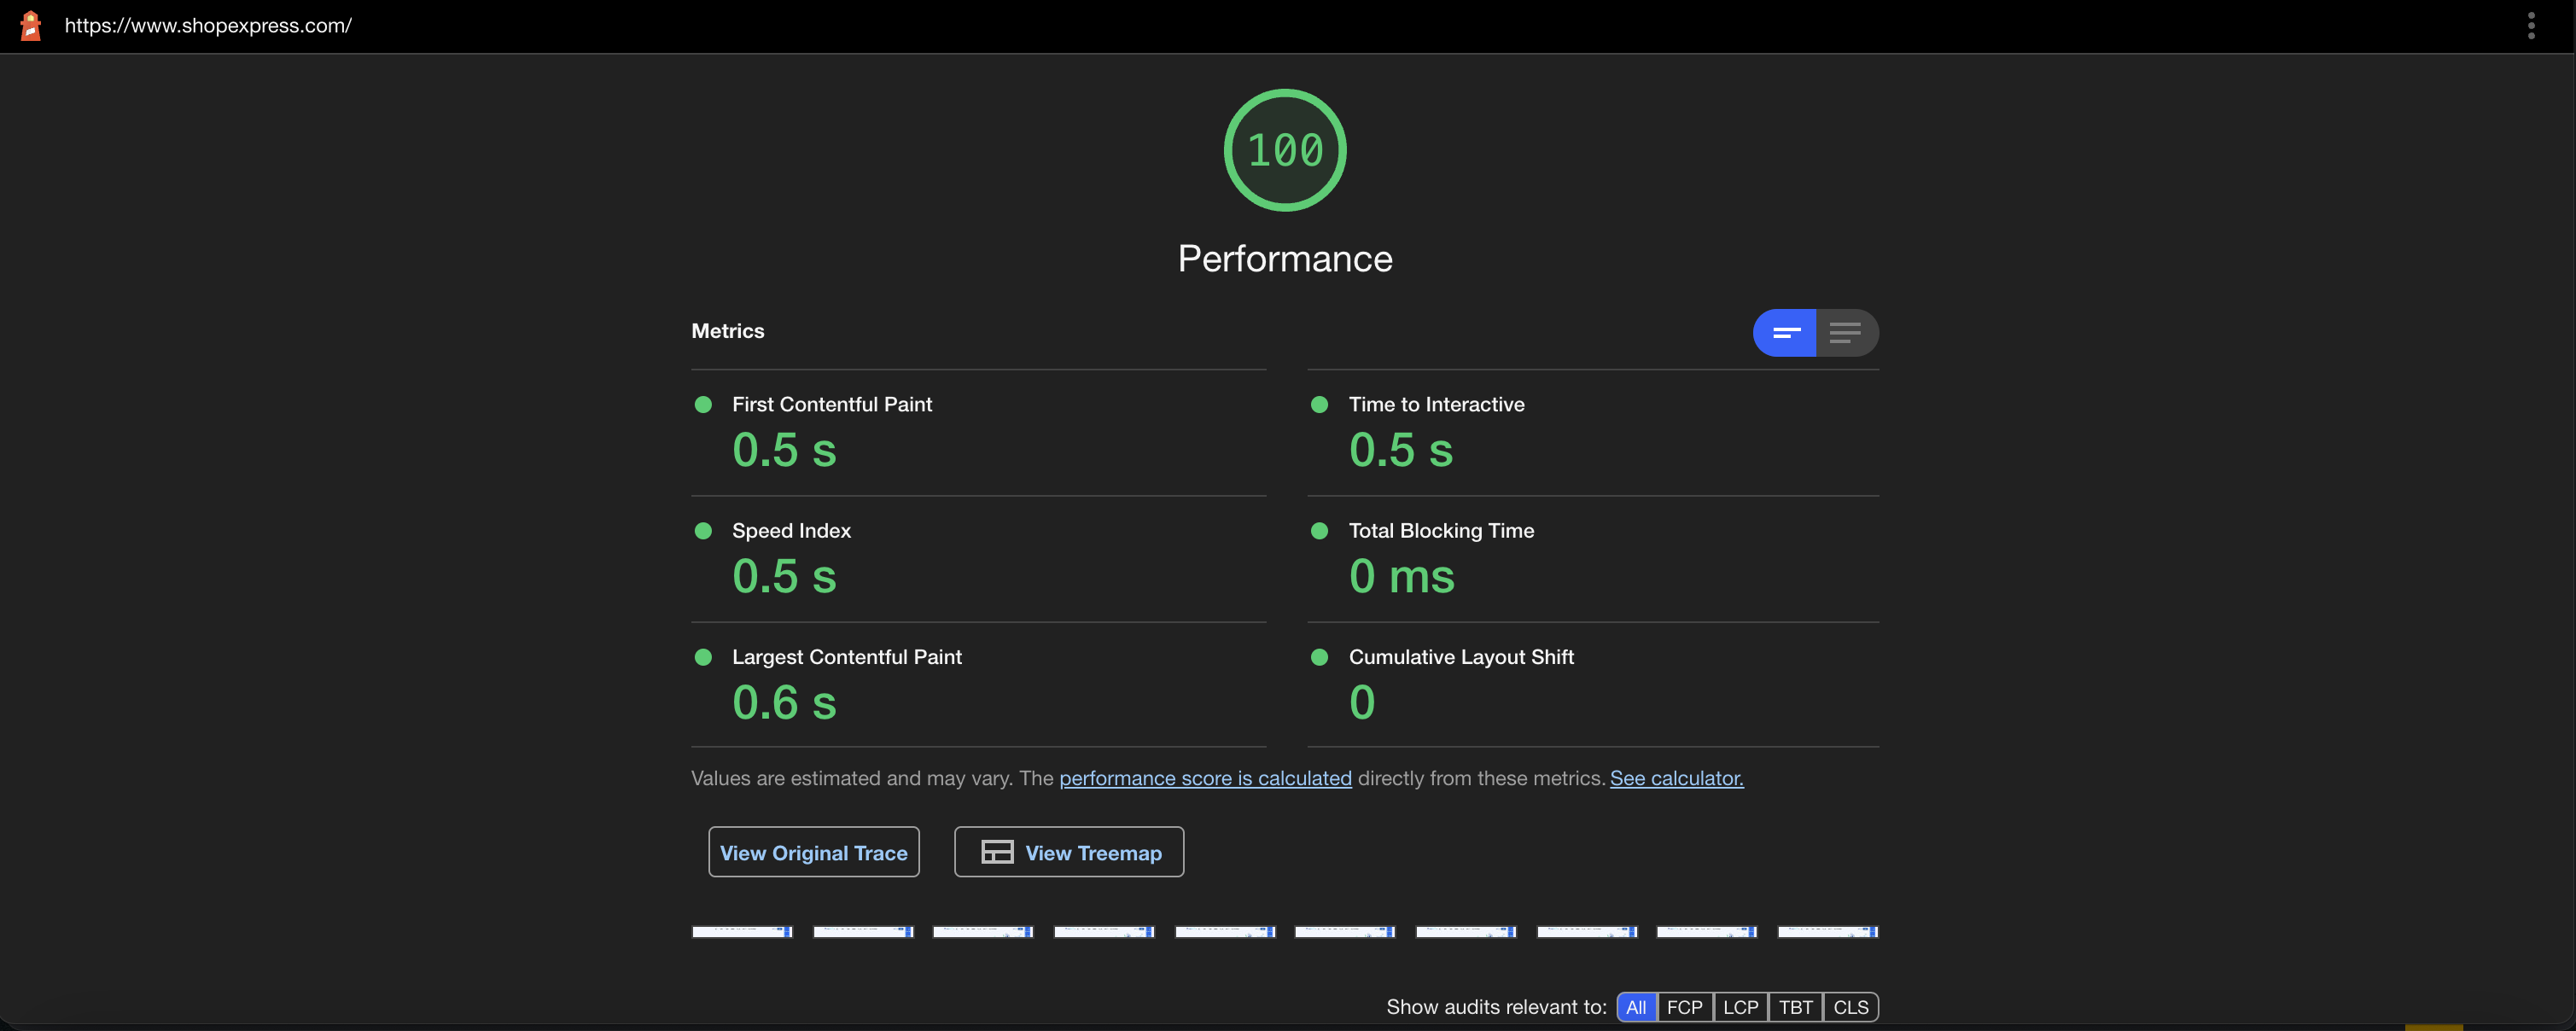 https://www.shopexpress.com/
100
Performance
Metrics
First Contentful Paint
0.5 s
Time to Interactive
0.5 s
Speed Index
0.5 s
Total Blocking Time
0 ms
Largest Contentful Paint
0.6 s
Cumulative Layout Shift
0
Values are estimated and may vary. The performance score is calculated directly from these metrics. See calculator.
View Original Trace
View Treemap
Show audits relevant to: All FCP LCP TBT CLS